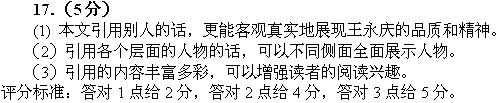 17.（5分）
(1) 本文引用别人的话，更能客观真实地展现王永庆的品质和精神。
（2）引用各个层面的人物的话，可以不同侧面全面展示人物。
（3）引用的内容丰富多彩，可以增强读者的阅读兴趣。
评分标准：答对 1 点给 2 分，答对 2 点给 4 分，答对 3 点给 5 分。